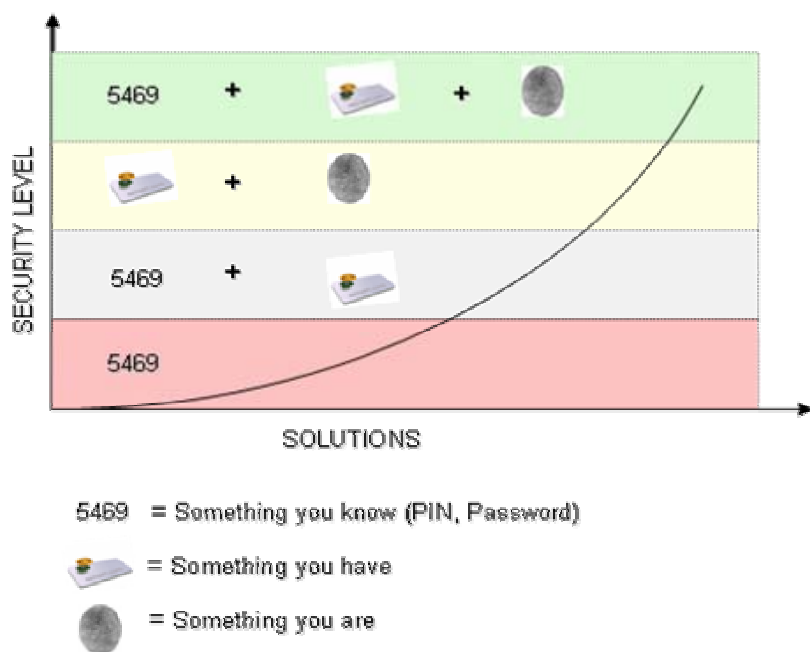 5469 + +
+
5469 +
5469
SECURITY LEVEL
SOLUTIONS
5469 = Something you know (PIN, Password)
= Something you have
= Something you are